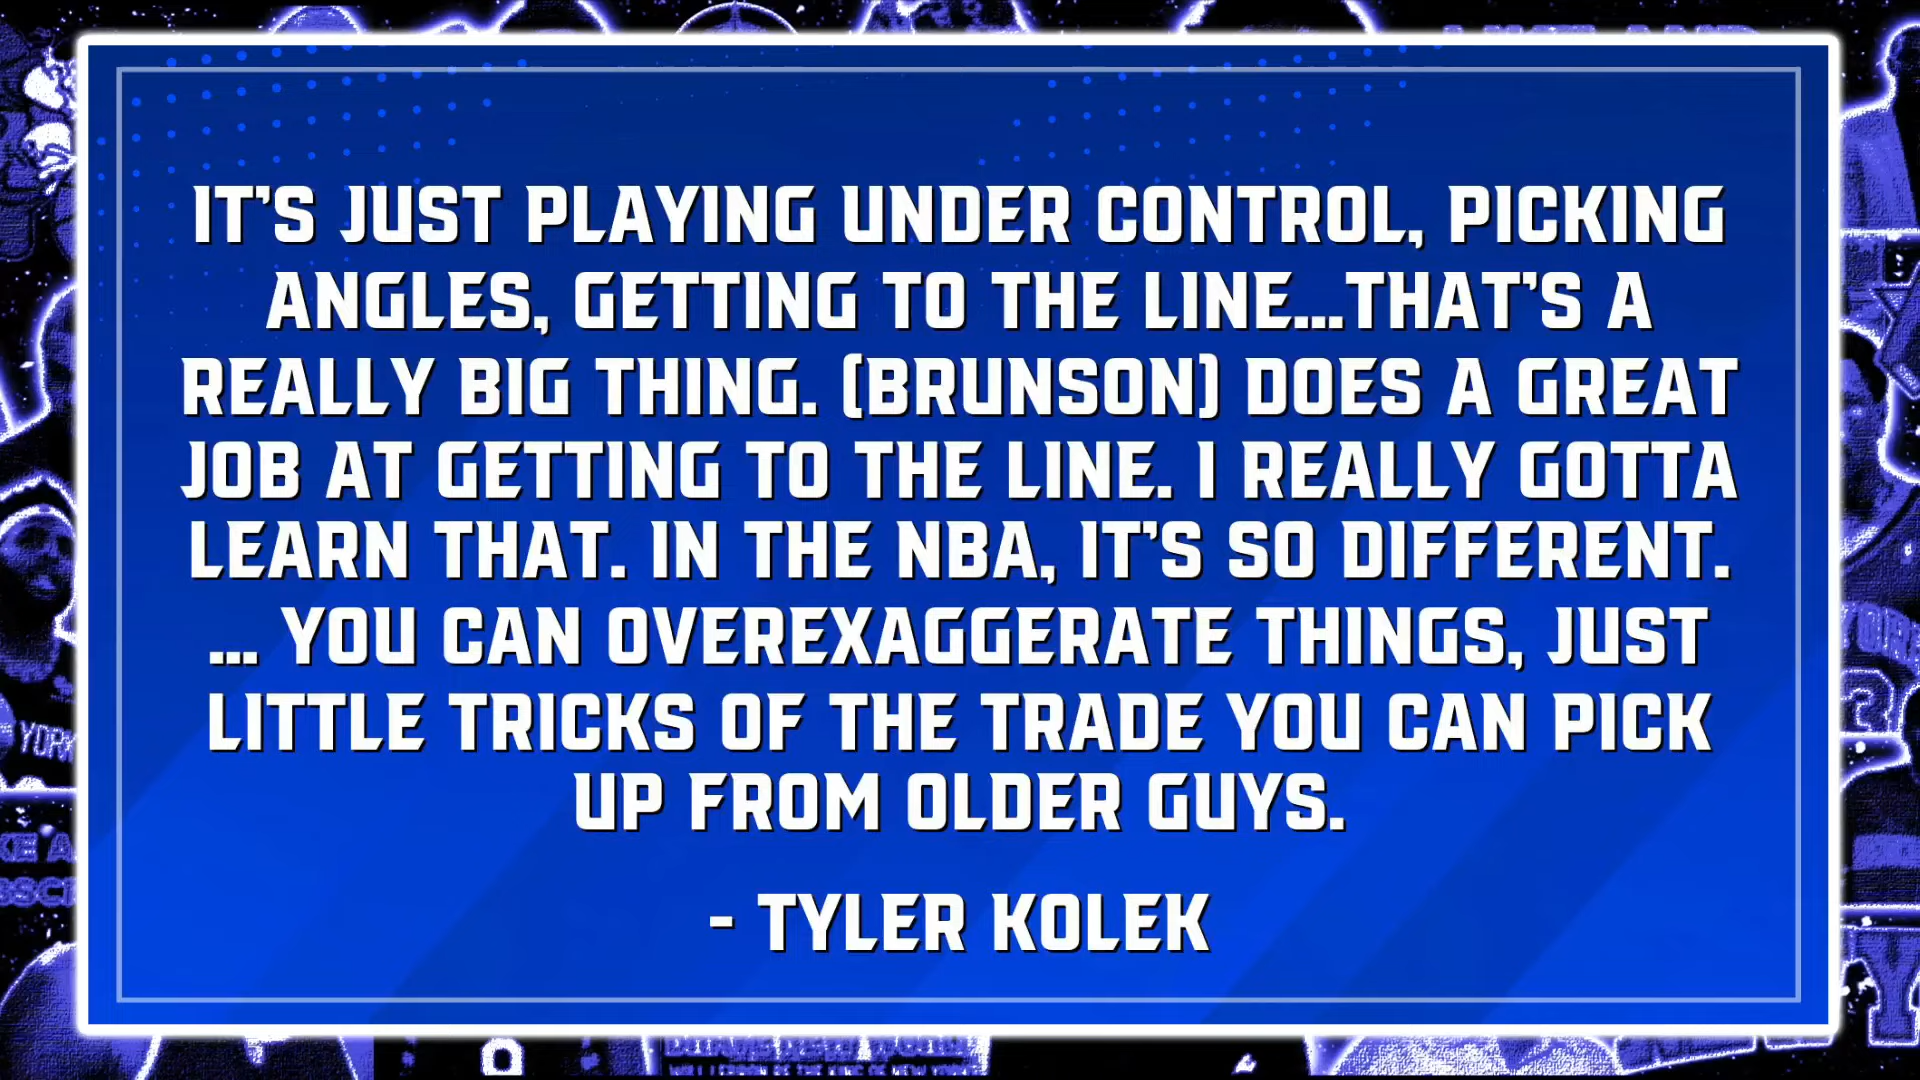 IT'S JUST PLAYING UNDER CONTROL, PICKING
ANGLES, GETTING TO THE LINE...THAT'S A
REALLY BIG THING. (BRUNSON) DOES A GREAT
JOB AT GETTING TO THE LINE. I REALLY GOTTA
LEARN THAT. IN THE NBA, IT'S SO DIFFERENT.
... YOU CAN OVEREXAGGERATE THINGS, JUST
LITTLE TRICKS OF THE TRADE YOU CAN PICK
UP FROM OLDER GUYS.
- TYLER KOLEK
YORK